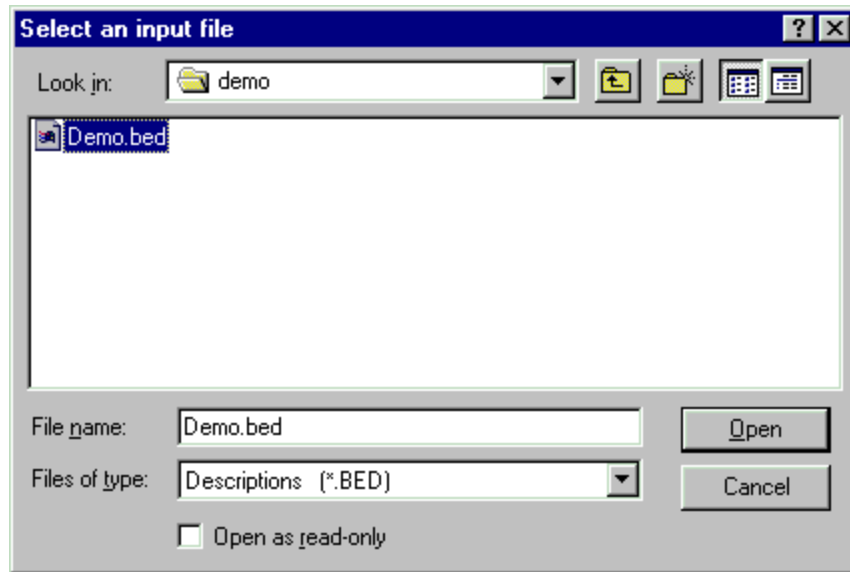 Select an input file
Look in: demo
Demo.bed
File name: Demo.bed Open
Files of type: Descriptions (*.BED) Cancel
Open as read-only